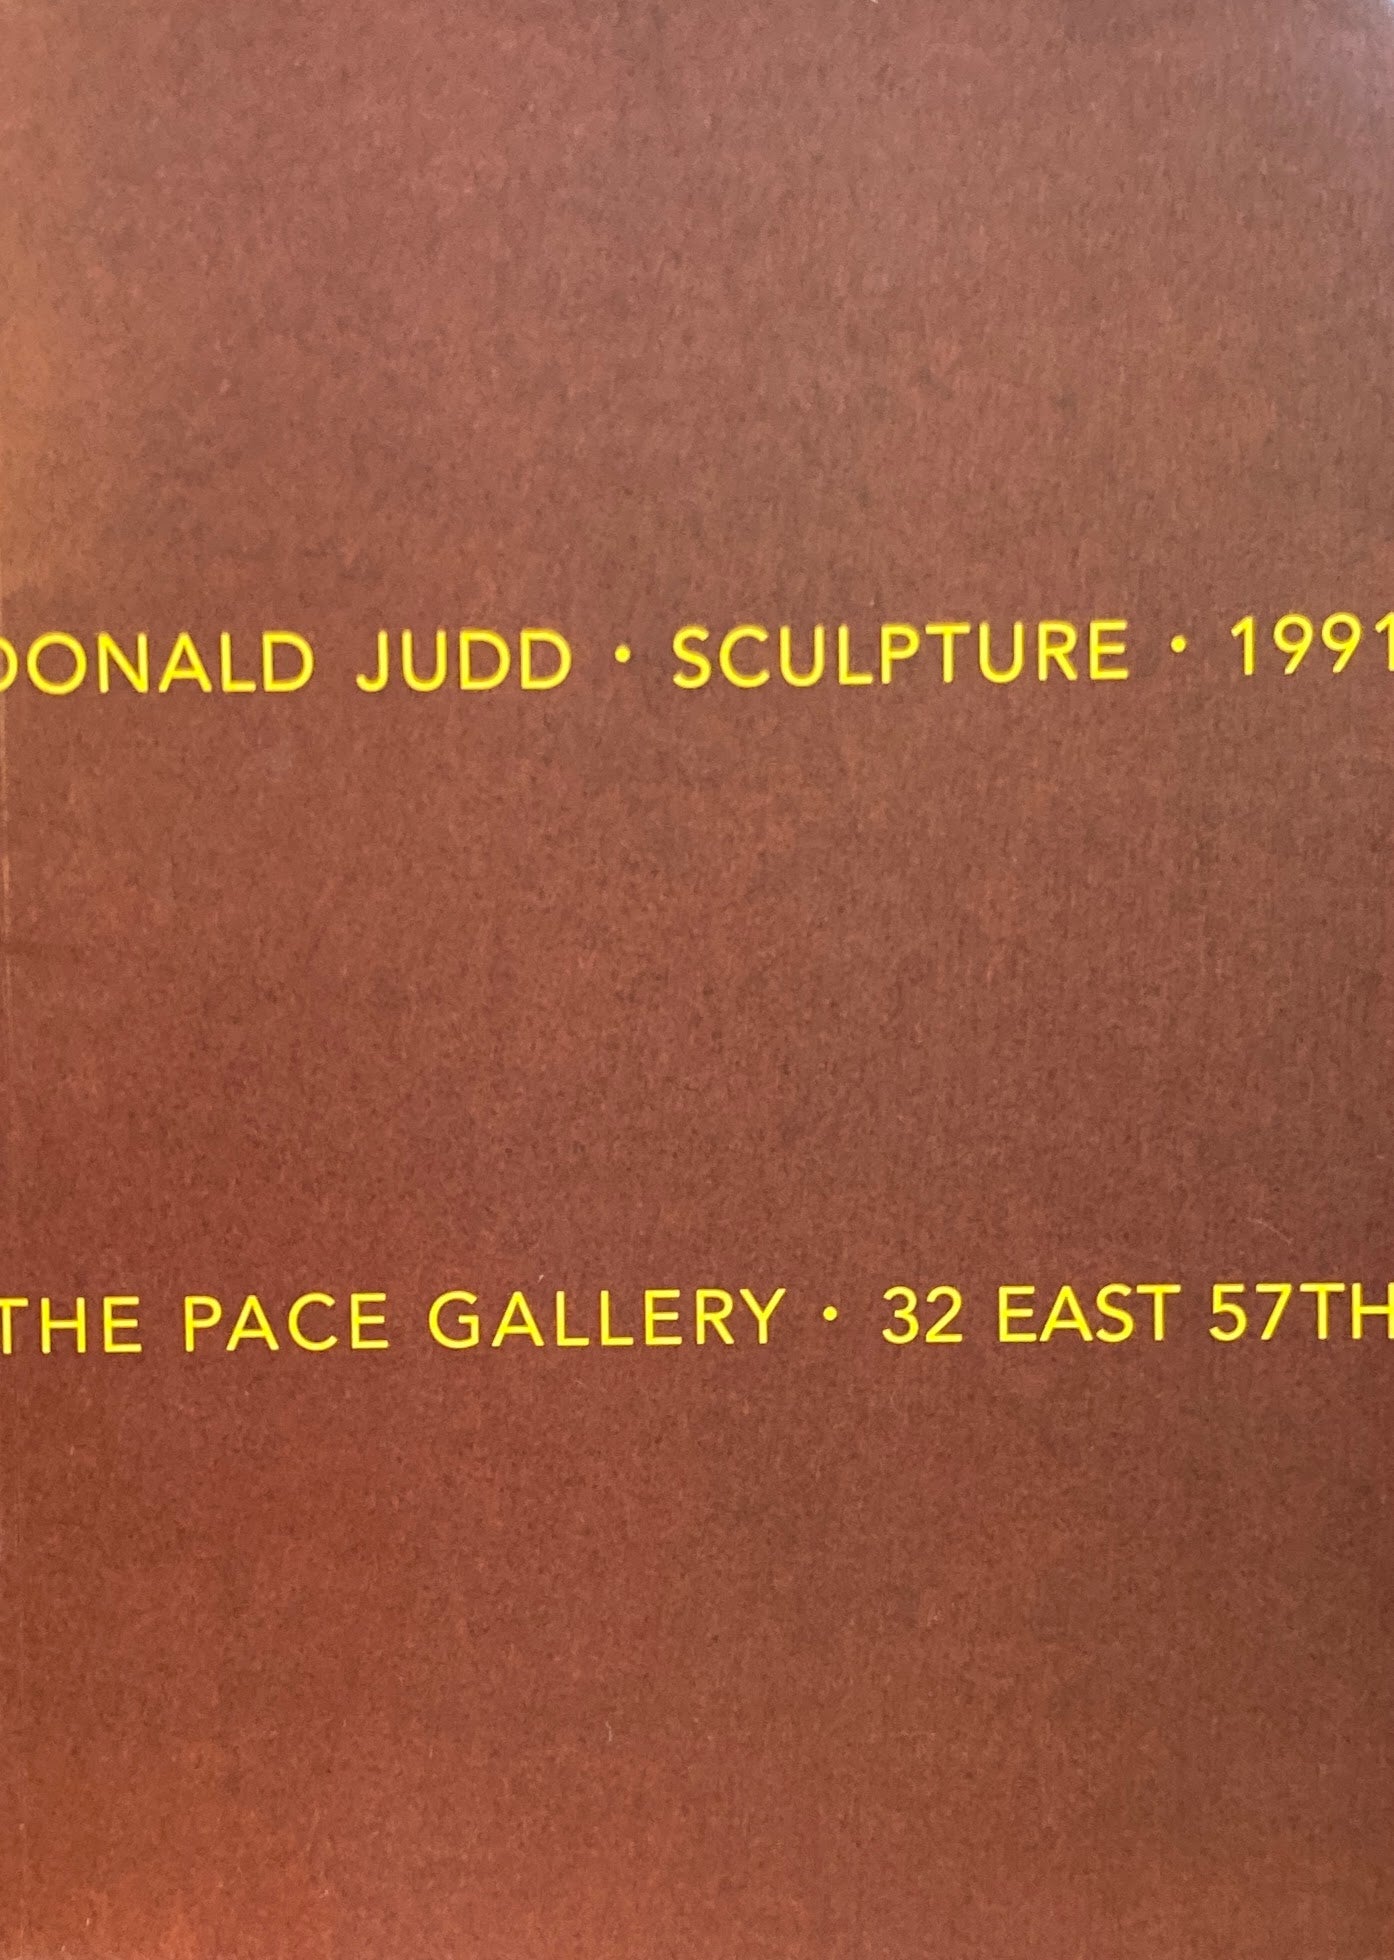 DONALD JUDD · SCULPTURE · 1991
THE PACE GALLERY · 32 EAST 57TH